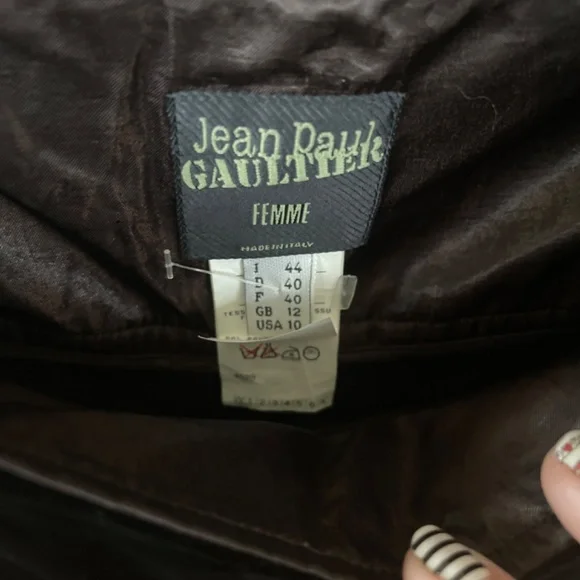 Jean Paul
GAULTIER
FEMME
MADE IN ITALY
I 44
D 40
F 40
GB 12
USA 10